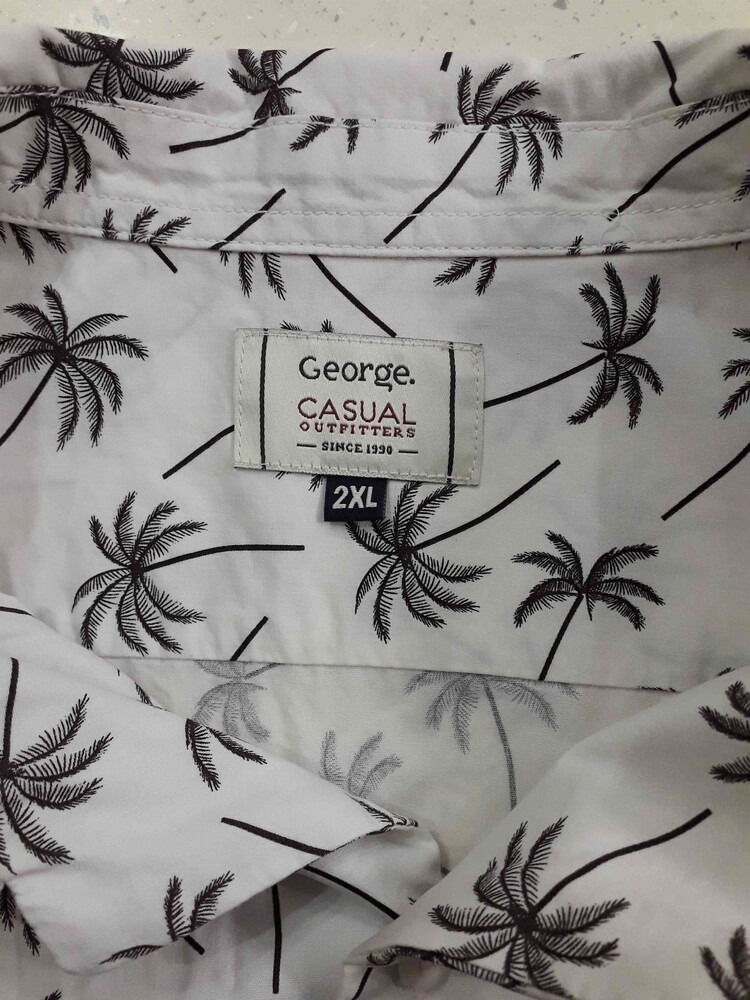 George.
CASUAL
OUTFITTERS
— SINCE 1990 —
2XL